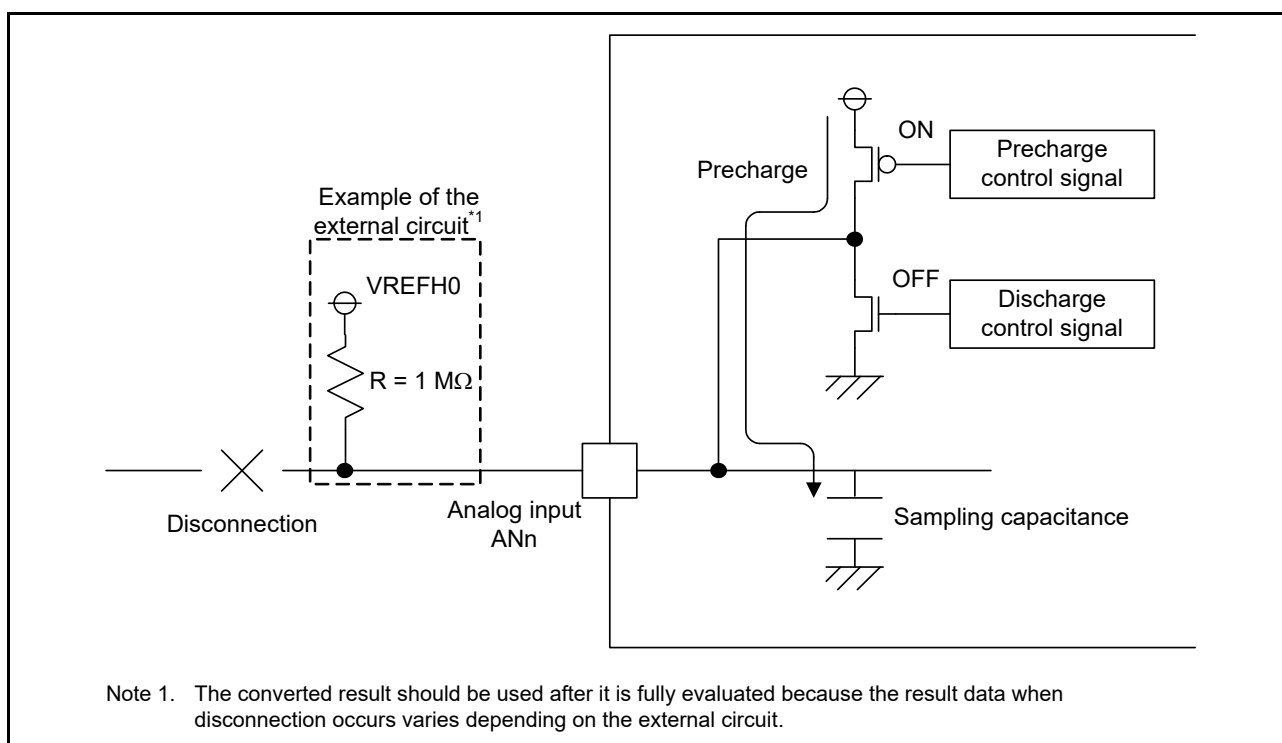 ON
Precharge
control signal
Precharge
Example of the
external circuit*1
VREFH0
OFF
Discharge
control signal
R = 1 MΩ
Disconnection
Analog input
ANn
Sampling capacitance
Note 1. The converted result should be used after it is fully evaluated because the result data when
disconnection occurs varies depending on the external circuit.